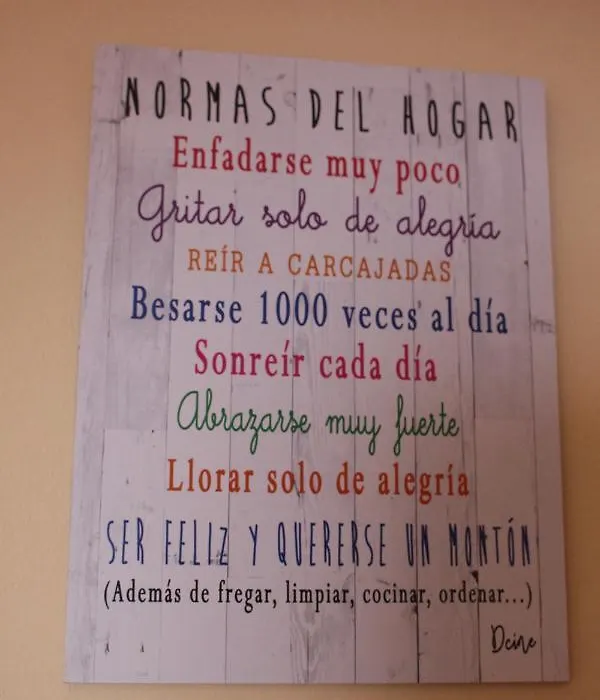 NORMAS DEL HOGAR
Enfadarse muy poco
Gritar solo de alegría
REÍR A CARCAJADAS
Besarse 1000 veces al día
Sonreír cada día
Abrazarse muy fuerte
Llorar solo de alegría
SER FELIZ Y QUERERSE UN MONTÓN
(Además de fregar, limpiar, cocinar, ordenar...)